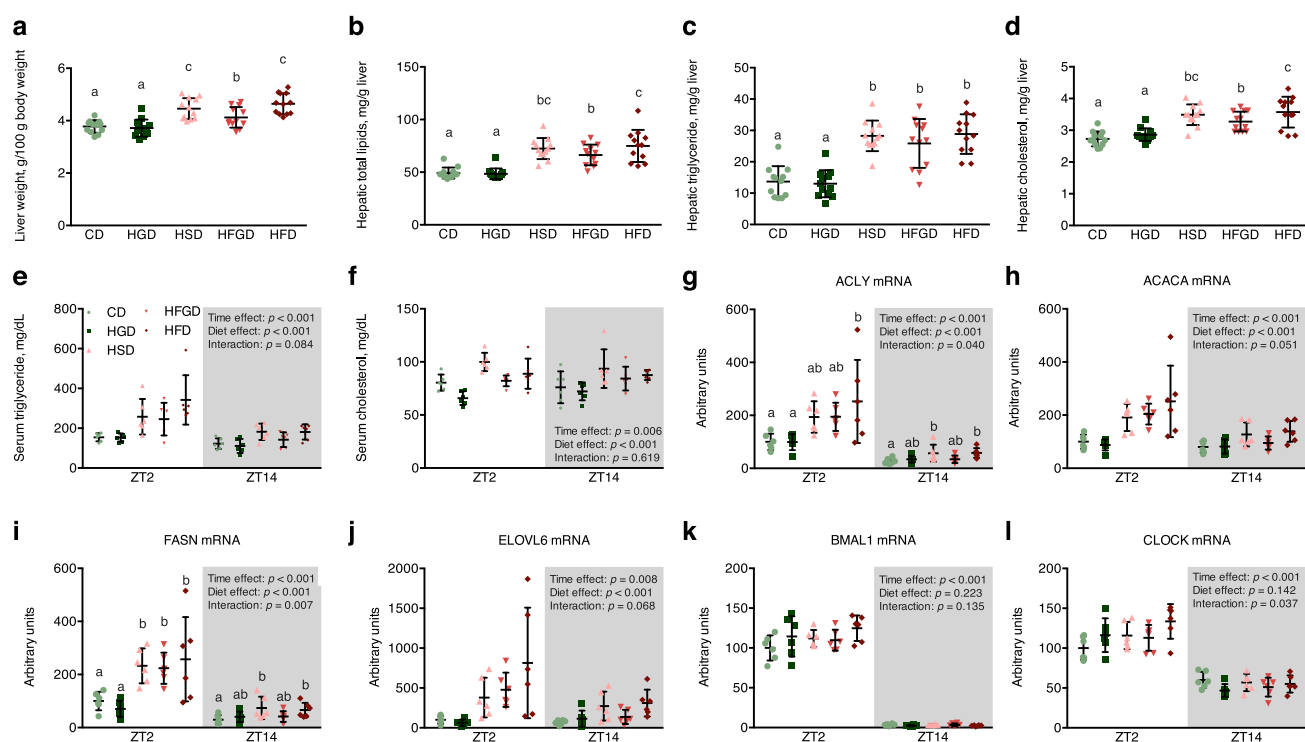 a
Liver weight, g/100 g body weight
6
4
2
0
a
a
c
b
c
CD
HGD
HSD
HFGD
HFD
b
Hepatic total lipids, mg/g liver
150
100
50
0
a
a
bc
b
c
CD
HGD
HSD
HFGD
HFD
c
Hepatic triglyceride, mg/g liver
50
40
30
20
10
0
a
a
b
b
b
CD
HGD
HSD
HFGD
HFD
d
Hepatic cholesterol, mg/g liver
5
4
3
2
1
0
a
a
bc
b
c
CD
HGD
HSD
HFGD
HFD
e
Serum triglyceride, mg/dL
800
600
400
200
0
CD
HGD
HSD
HFGD
HFD
Time effect: p < 0.001
Diet effect: p < 0.001
Interaction: p = 0.084
ZT2
ZT14
f
Serum cholesterol, mg/dL
150
100
50
0
Time effect: p = 0.006
Diet effect: p < 0.001
Interaction: p = 0.619
ZT2
ZT14
g
ACLY mRNA
Arbitrary units
600
400
200
0
a
a
ab
ab
b
Time effect: p < 0.001
Diet effect: p < 0.001
Interaction: p = 0.040
a
ab
b
ab
b
ZT2
ZT14
h
ACACA mRNA
Arbitrary units
600
400
200
0
Time effect: p < 0.001
Diet effect: p < 0.001
Interaction: p = 0.051
ZT2
ZT14
i
FASN mRNA
Arbitrary units
600
400
200
0
a
a
b
b
b
Time effect: p < 0.001
Diet effect: p < 0.001
Interaction: p = 0.007
a
ab
b
ab
b
ZT2
ZT14
j
ELOVL6 mRNA
Arbitrary units
2000
1500
1000
500
0
Time effect: p = 0.008
Diet effect: p < 0.001
Interaction: p = 0.068
ZT2
ZT14
k
BMAL1 mRNA
Arbitrary units
200
150
100
50
0
Time effect: p < 0.001
Diet effect: p = 0.223
Interaction: p = 0.135
ZT2
ZT14
l
CLOCK mRNA
Arbitrary units
200
150
100
50
0
Time effect: p < 0.001
Diet effect: p = 0.142
Interaction: p = 0.037
ZT2
ZT14